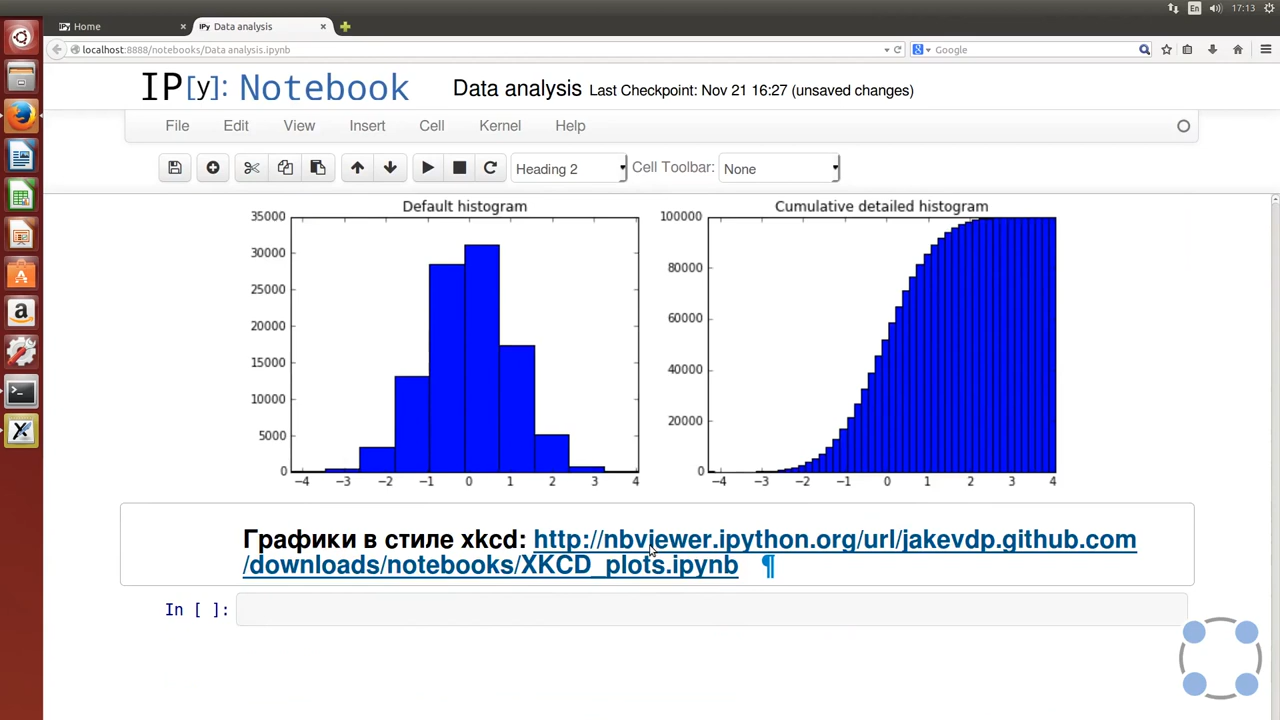 En 17:13
IPy Home × IPy Data analysis ×
localhost:8888/notebooks/Data analysis.ipynb Google
IP[y]: Notebook Data analysis Last Checkpoint: Nov 21 16:27 (unsaved changes)
File Edit View Insert Cell Kernel Help
Heading 2 Cell Toolbar: None
Default histogram
35000
30000
25000
20000
15000
10000
5000
0
−4 −3 −2 −1 0 1 2 3 4
Cumulative detailed histogram
100000
80000
60000
40000
20000
0
−4 −3 −2 −1 0 1 2 3 4
Графики в стиле xkcd: http://nbviewer.ipython.org/url/jakevdp.github.com
/downloads/notebooks/XKCD_plots.ipynb ¶
In [ ]: